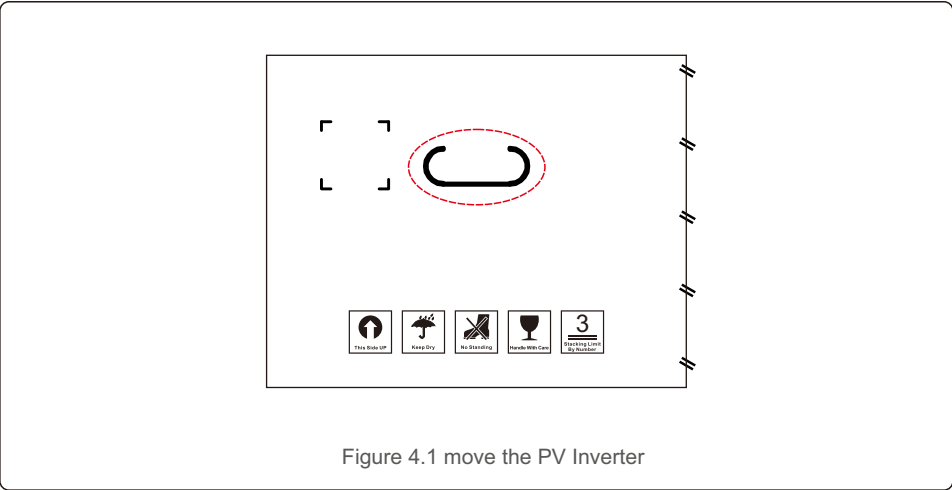 This Side UP
Keep Dry
No Standing
Handle With Care
3
Stacking Limit
By Number
Figure 4.1 move the PV Inverter